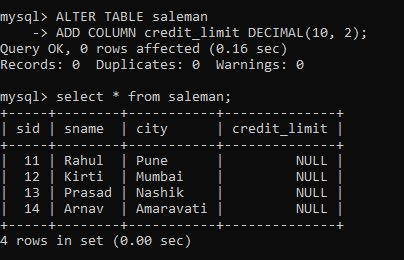 mysql> ALTER TABLE saleman
    -> ADD COLUMN credit_limit DECIMAL(10, 2);
Query OK, 0 rows affected (0.16 sec)
Records: 0  Duplicates: 0  Warnings: 0

mysql> select * from saleman;
+-----+--------+-----------+--------------+
| sid | sname  | city      | credit_limit |
+-----+--------+-----------+--------------+
|  11 | Rahul  | Pune      |         NULL |
|  12 | Kirti  | Mumbai    |         NULL |
|  13 | Prasad | Nashik    |         NULL |
|  14 | Arnav  | Amaravati |         NULL |
+-----+--------+-----------+--------------+
4 rows in set (0.00 sec)